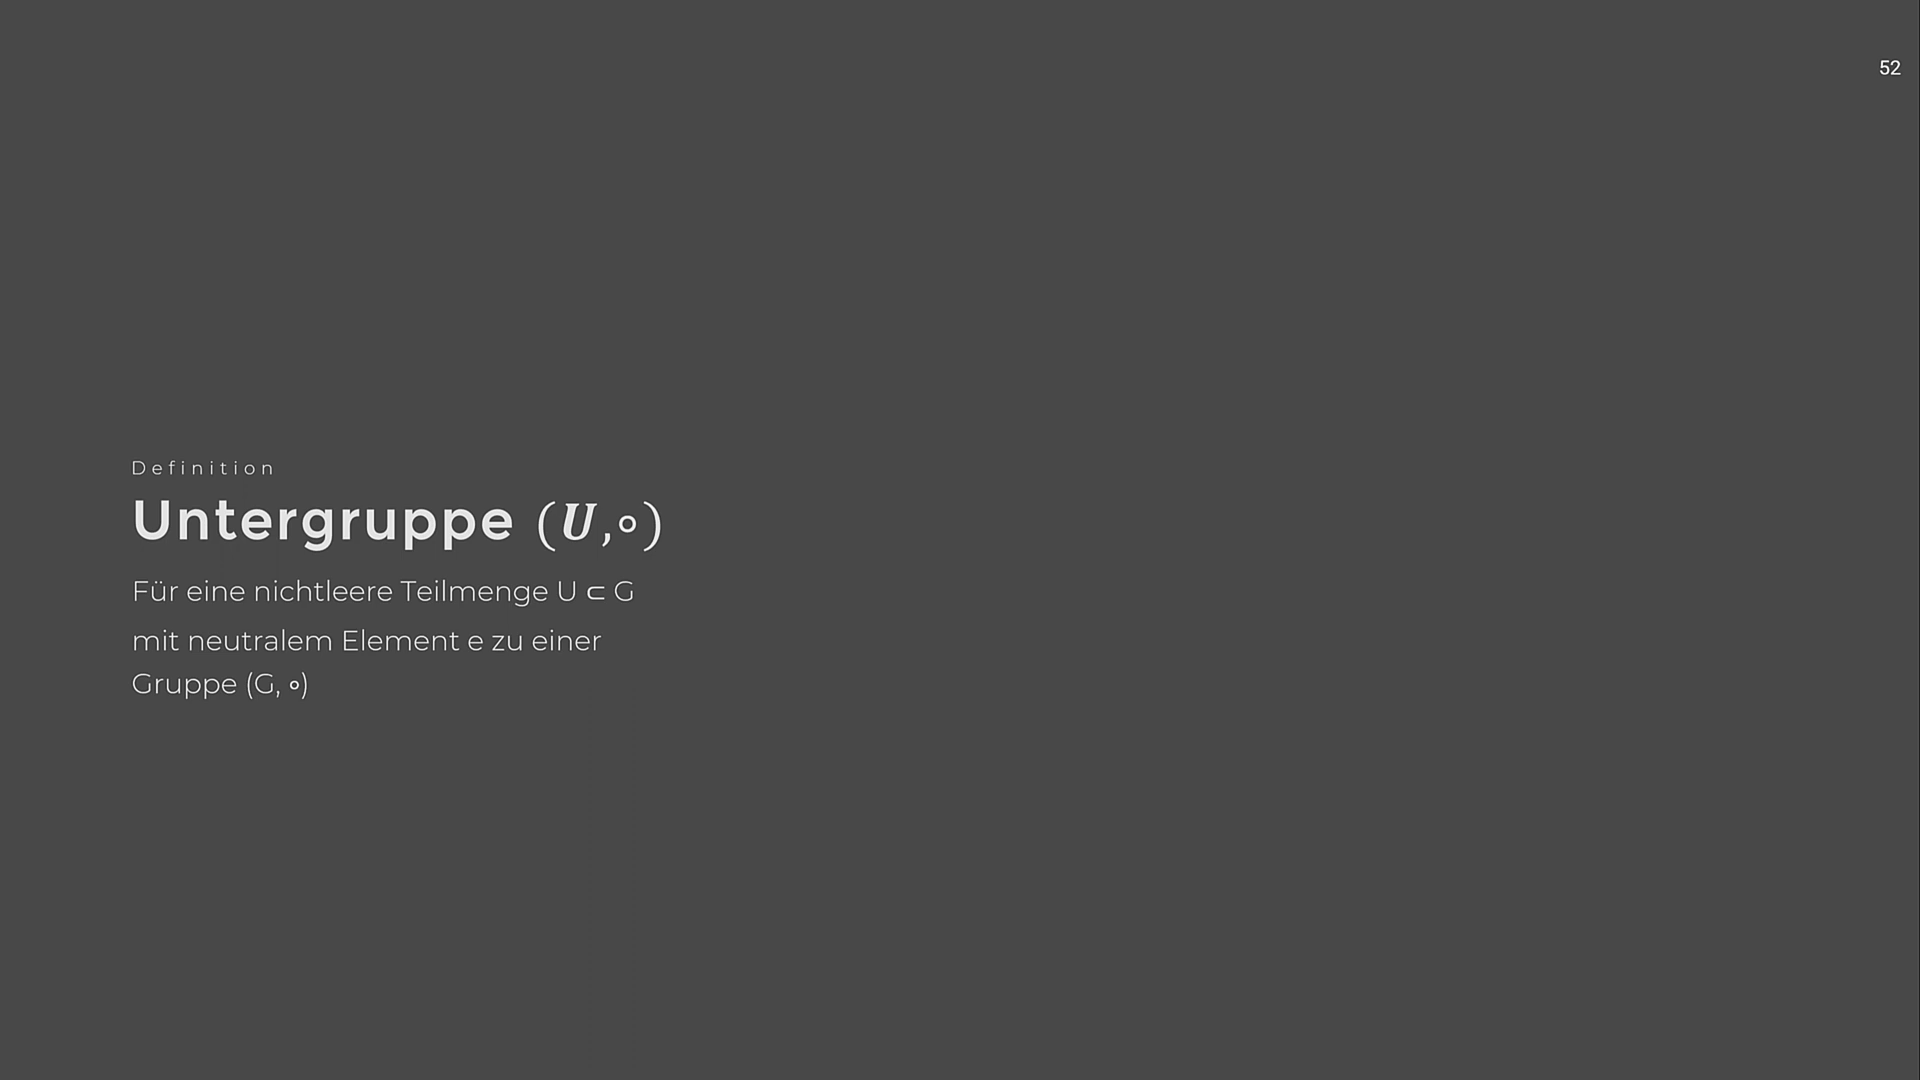 52
Definition
Untergruppe (U,∘)
Für eine nichtleere Teilmenge U ⊂ G
mit neutralem Element e zu einer
Gruppe (G, ∘)